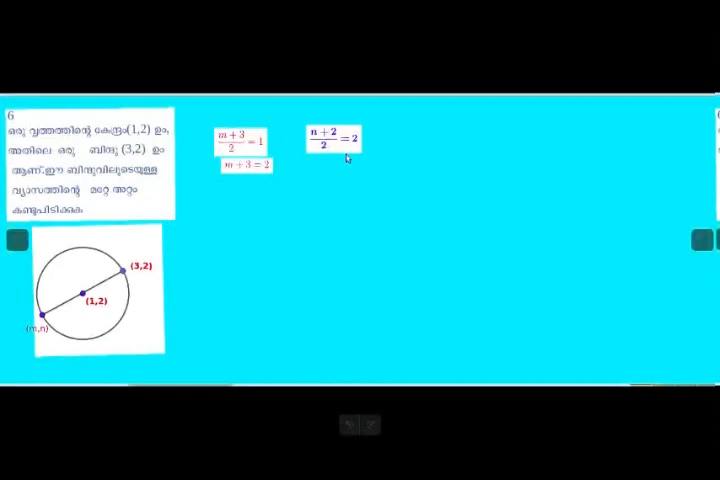 6
ഒരു വൃത്തത്തിന്റെ കേന്ദ്രം(1,2) ഉം,
അതിലെ ഒരു ബിന്ദു (3,2) ഉം
ആണ്.ഈ ബിന്ദുവിലൂടെയുള്ള
വ്യാസത്തിന്റെ മറ്റേ അറ്റം
കണ്ടുപിടിക്കുക
(3,2)
(1,2)
(m,n)
m + 3 / 2 = 1
m + 3 = 2
n + 2 / 2 = 2